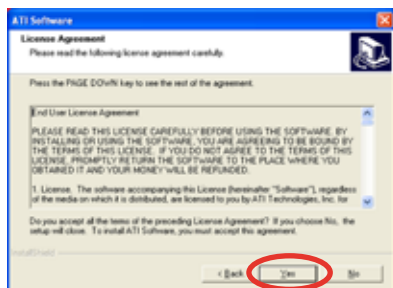 ATI Software
License Agreement
Please read the following license agreement carefully.
Press the PAGE DOWN key to see the rest of the agreement.
End User License Agreement
PLEASE READ THIS LICENSE CAREFULLY BEFORE USING THE SOFTWARE. BY
INSTALLING OR USING THE SOFTWARE, YOU ARE AGREEING TO BE BOUND BY
THE TERMS OF THIS LICENSE. IF YOU DO NOT AGREE TO THE TERMS OF THIS
LICENSE, PROMPTLY RETURN THE SOFTWARE TO THE PLACE WHERE YOU
OBTAINED IT AND YOUR MONEY WILL BE REFUNDED.
1. License. The software accompanying this License (hereinafter "Software"), regardless
of the media on which it is distributed, are licensed to you by ATI Technologies, Inc. for
Do you accept all the terms of the preceding License Agreement? If you choose No, the
setup will close. To install ATI Software, you must accept this agreement.
InstallShield
< Back Yes No